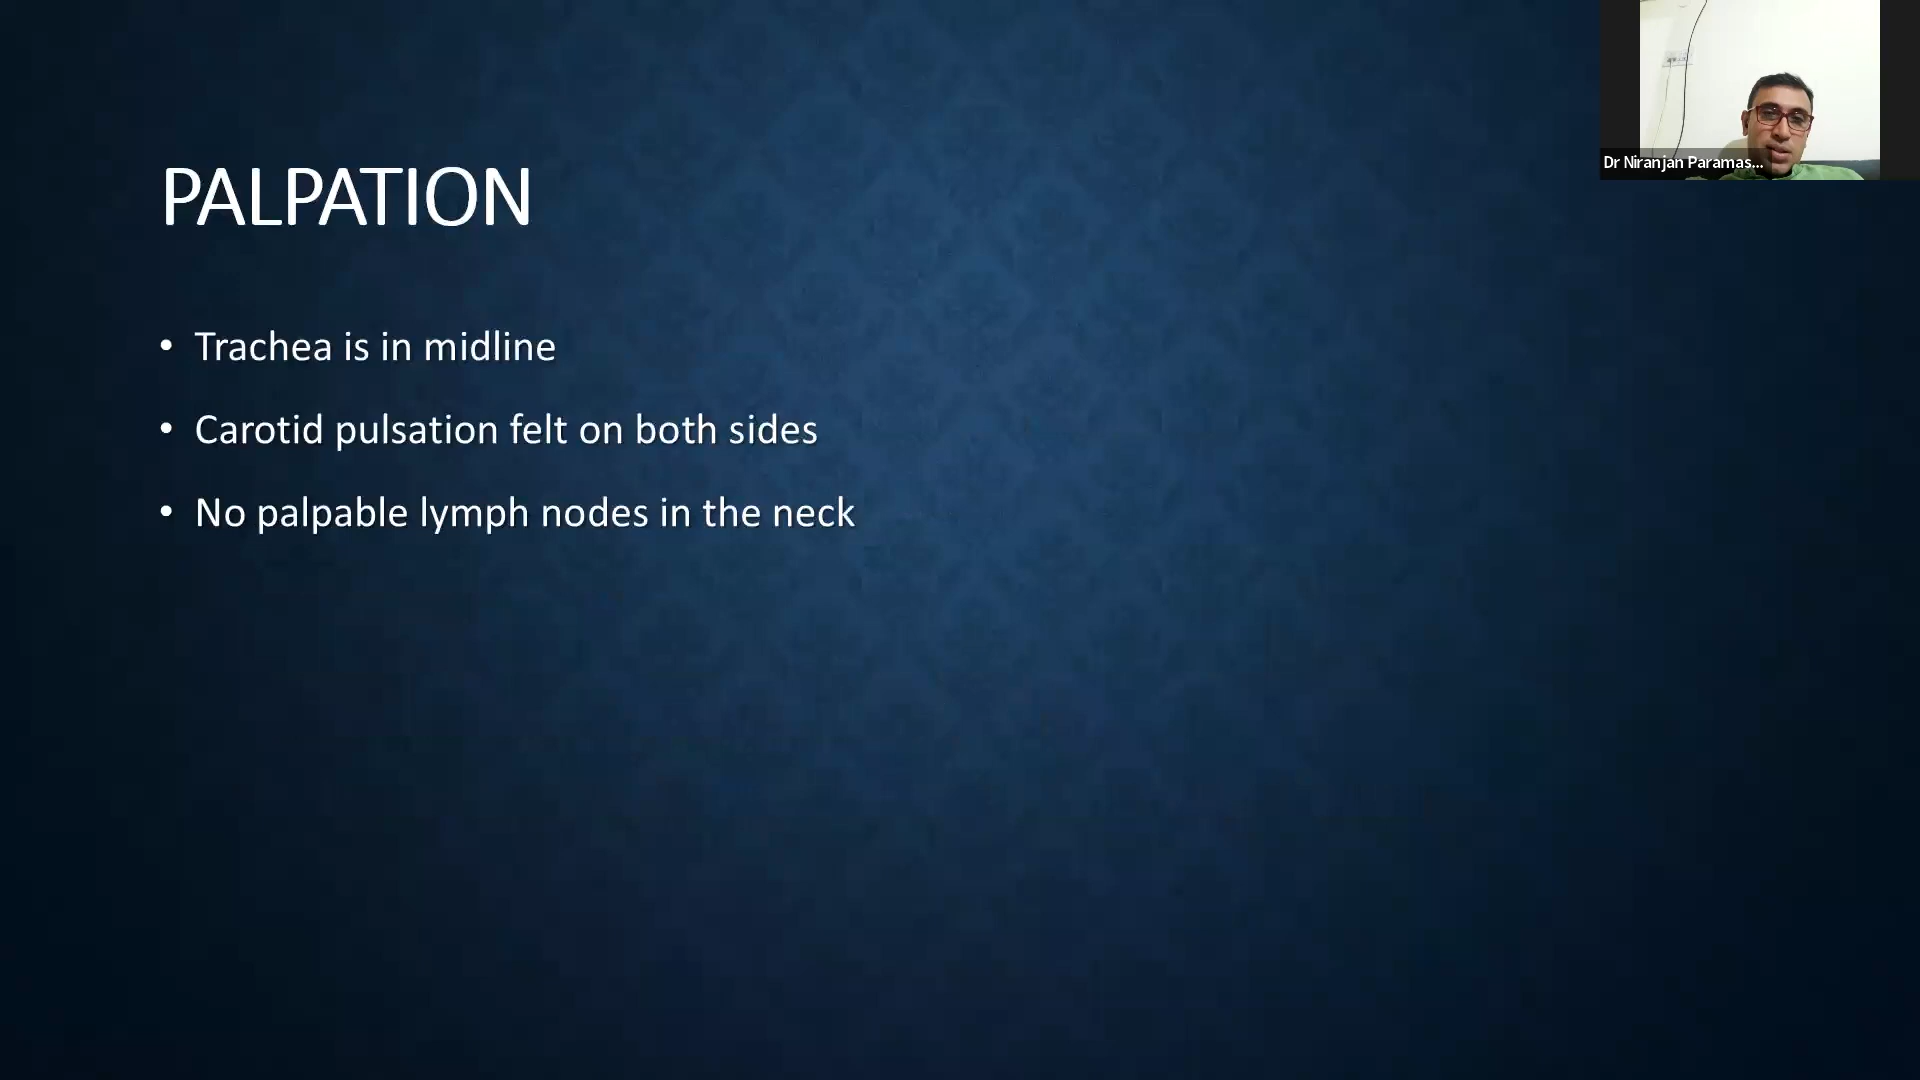 Dr Niranjan Paramas...
PALPATION
• Trachea is in midline
• Carotid pulsation felt on both sides
• No palpable lymph nodes in the neck